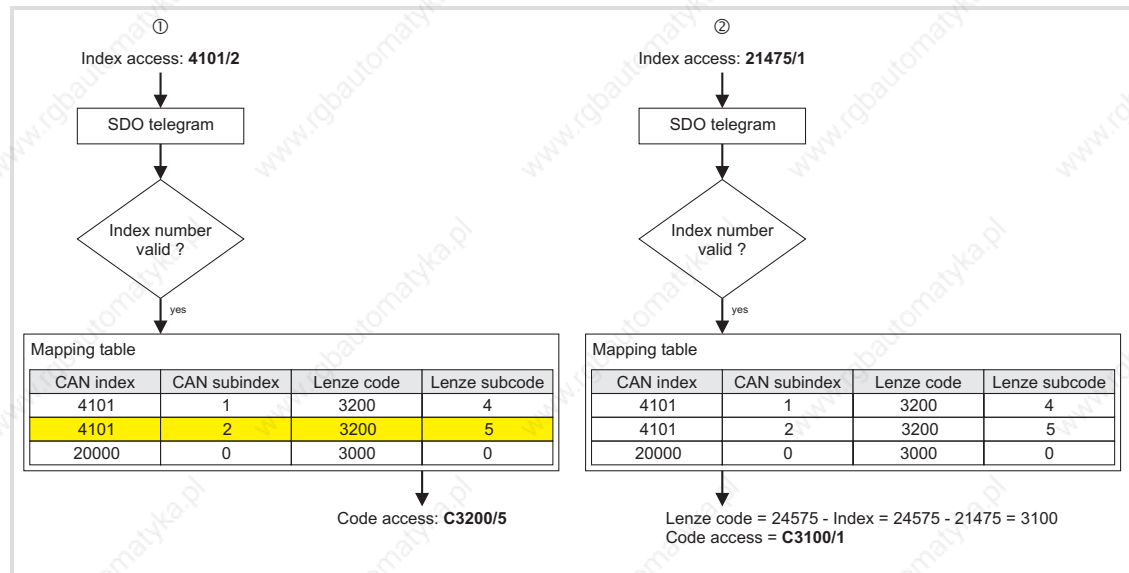 ①
Index access: 4101/2
SDO telegram
Index number
valid ?
yes
Mapping table
CAN index CAN subindex Lenze code Lenze subcode
4101 1 3200 4
4101 2 3200 5
20000 0 3000 0
Code access: C3200/5
②
Index access: 21475/1
SDO telegram
Index number
valid ?
yes
Mapping table
CAN index CAN subindex Lenze code Lenze subcode
4101 1 3200 4
4101 2 3200 5
20000 0 3000 0
Lenze code = 24575 - Index = 24575 - 21475 = 3100
Code access = C3100/1
www.rgbautomatyka.pl